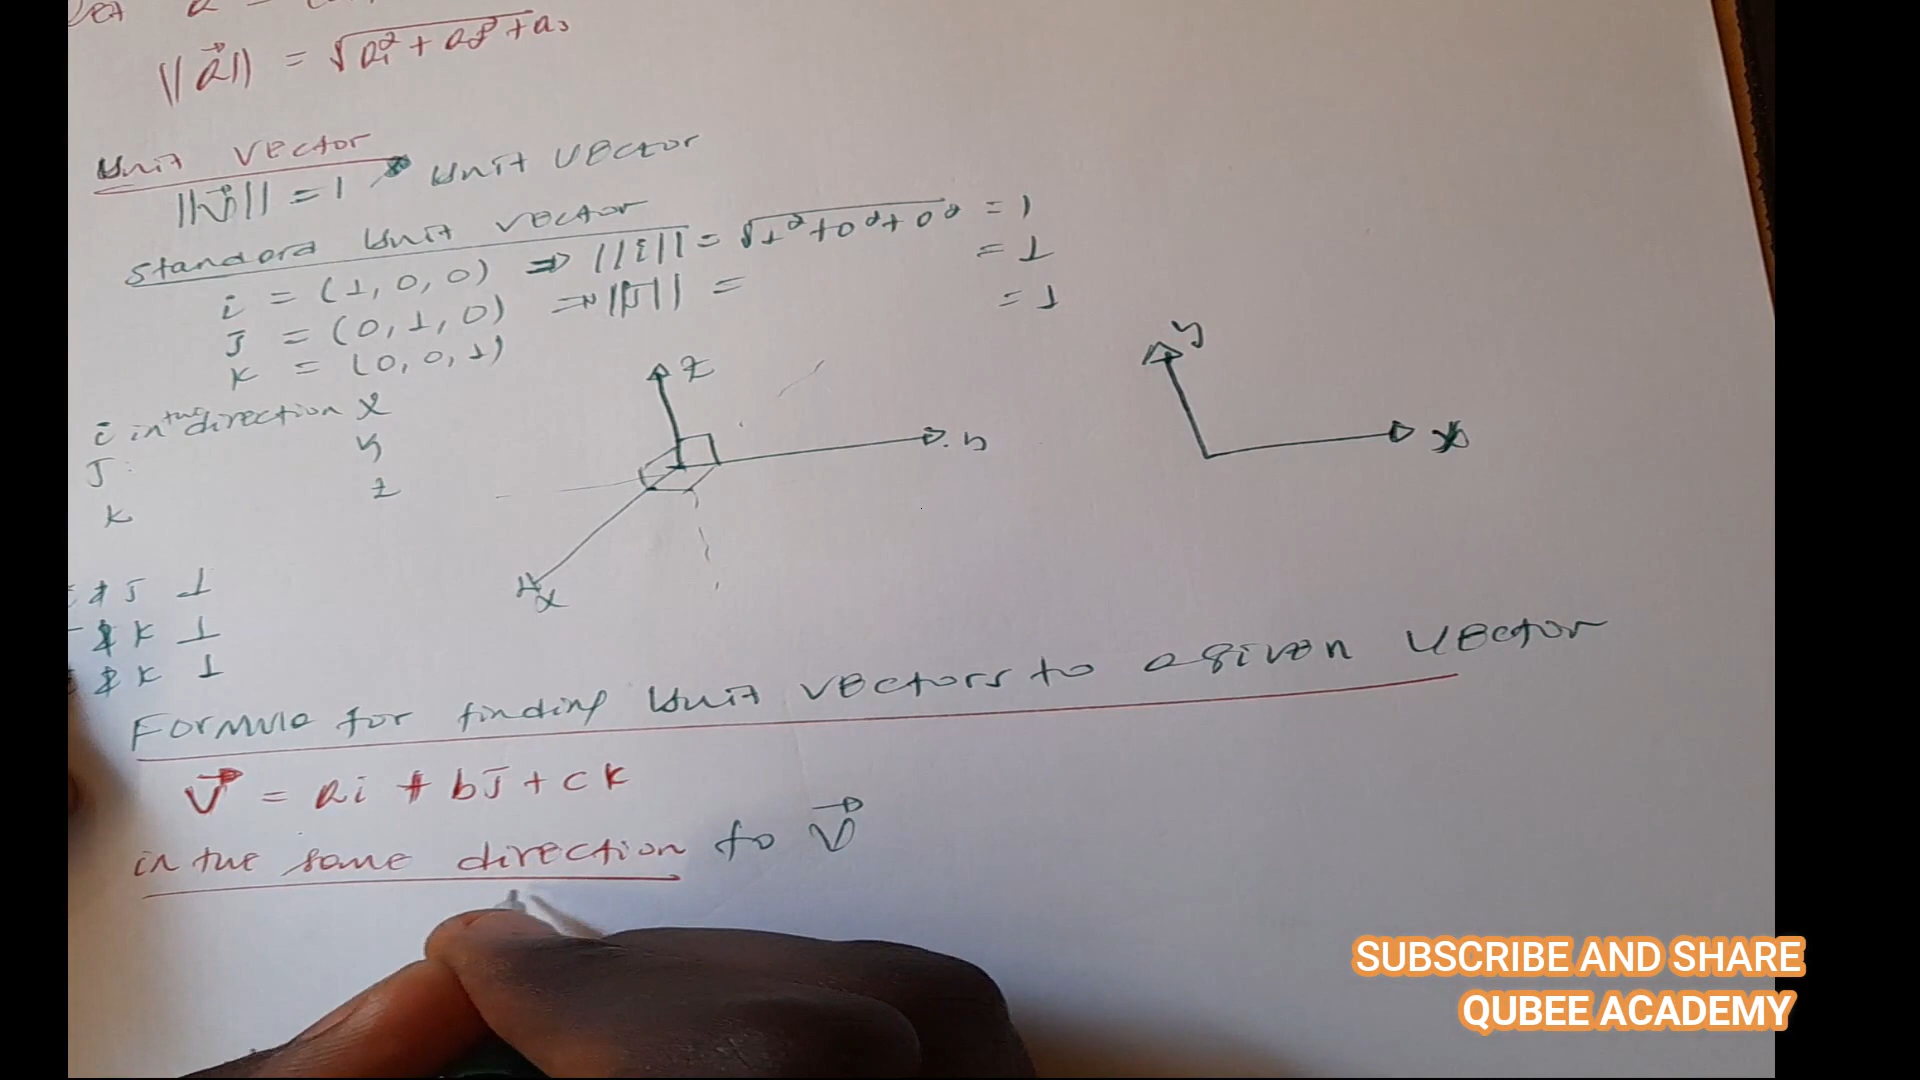 ||a|| = √a₁² + a₂² + a₃
Unit Vector
||v|| = 1 → Unit Vector
Standard Unit Vector
i = (1, 0, 0) ⇒ ||i|| = √1² + 0² + 0² = 1
J = (0, 1, 0) ⇒ ||J|| = = 1
K = (0, 0, 1) = 1
i in the direction x
J y
K z
z
y
x
y
x
& J ⊥
& K ⊥
& K ⊥
Formula for finding Unit Vectors to a given Vector
V = ai + bJ + cK
in the same direction to V
SUBSCRIBE AND SHARE
QUBEE ACADEMY